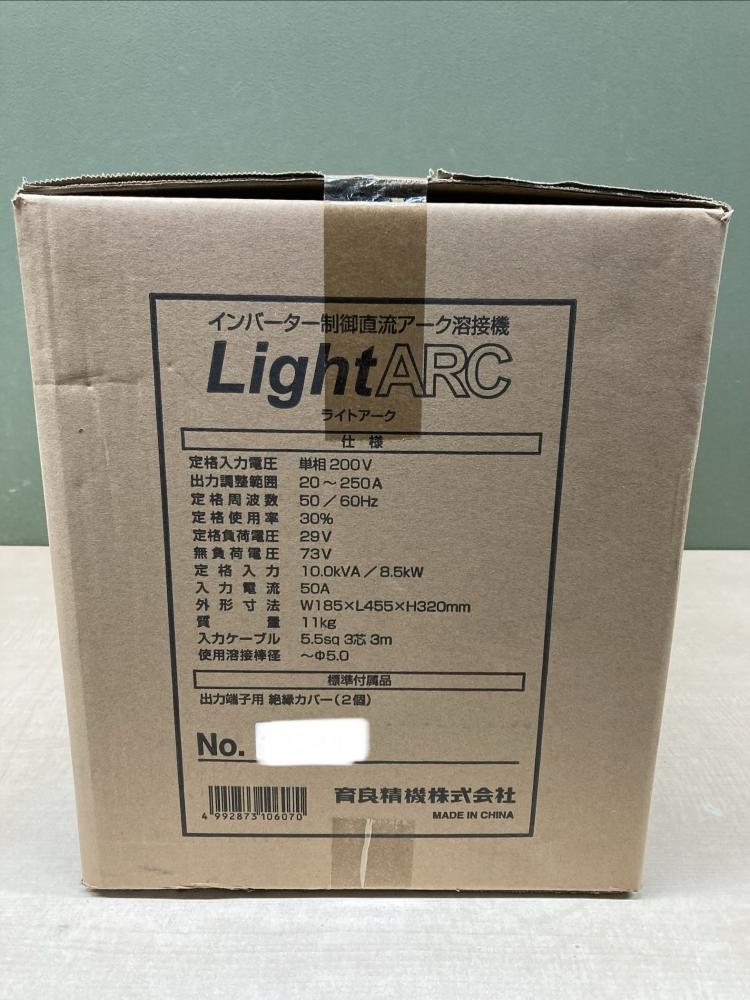 インバーター制御直流アーク溶接機
LightARC
ライトアーク
仕様
定格入力電圧 単相200V
出力調整範囲 20～250A
定格周波数 50／60Hz
定格使用率 30%
定格負荷電圧 29V
無負荷電圧 73V
定格入力 10.0kVA／8.5kW
入力電流 50A
外形寸法 W185×L455×H320mm
質量 11kg
入力ケーブル 5.5sq 3芯 3m
使用溶接棒径 ～Φ5.0
標準付属品
出力端子用 絶縁カバー（2個）
No.
4 992873 106070
育良精機株式会社
MADE IN CHINA